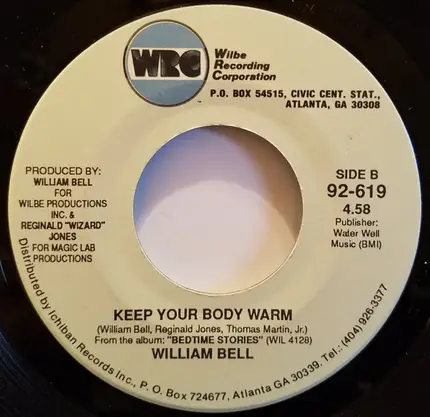 WRC
Wilbe
Recording
Corporation
P.O. BOX 54515, CIVIC CENT. STAT.,
ATLANTA, GA 30308
PRODUCED BY:
WILLIAM BELL
FOR
WILBE PRODUCTIONS
INC. &
REGINALD "WIZARD"
JONES
FOR MAGIC LAB
PRODUCTIONS
SIDE B
92-619
4.58
Publisher:
Water Well
Music (BMI)
KEEP YOUR BODY WARM
(William Bell, Reginald Jones, Thomas Martin, Jr.)
From the album: "BEDTIME STORIES" (WIL 4128)
WILLIAM BELL
Distributed by Ichiban Records Inc., P.O. Box 724677, Atlanta GA 30339. Tel.: (404) 926-3377